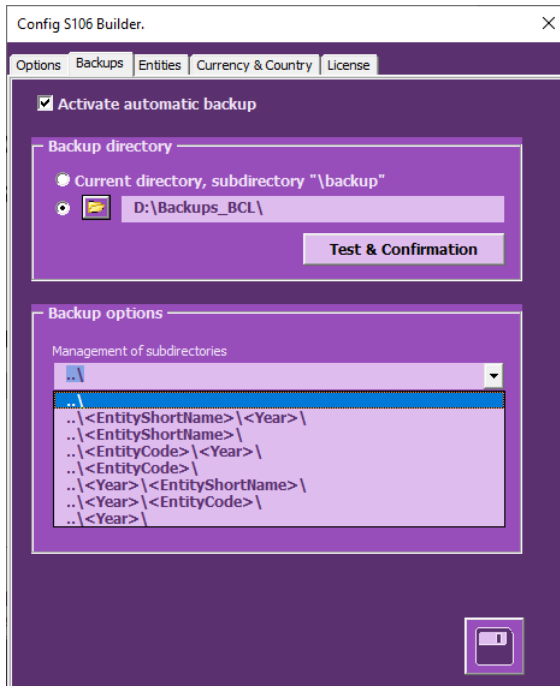 Config S106 Builder.
Options Backups Entities Currency & Country License
Activate automatic backup
Backup directory
Current directory, subdirectory "\backup"
D:\Backups_BCL\
Test & Confirmation
Backup options
Management of subdirectories
..\
..\
..\<EntityShortName>\<Year>\
..\<EntityShortName>\
..\<EntityCode>\<Year>\
..\<EntityCode>\
..\<Year>\<EntityShortName>\
..\<Year>\<EntityCode>\
..\<Year>\